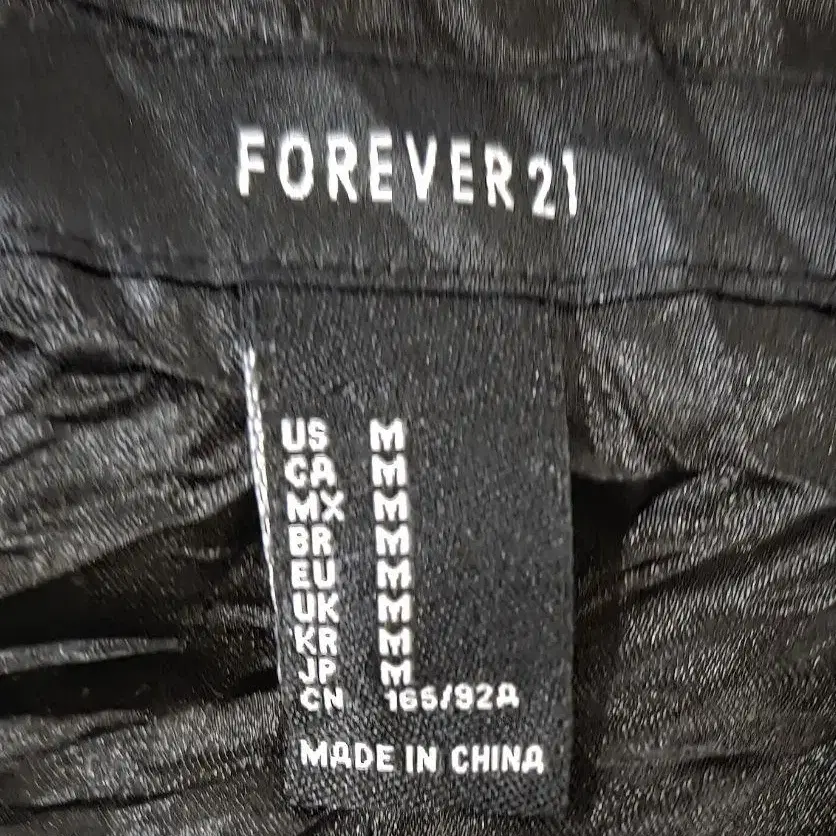 FOREVER 21
US M
CA M
MX M
BR M
EU M
UK M
KR M
JP M
CN 165/92A
MADE IN CHINA